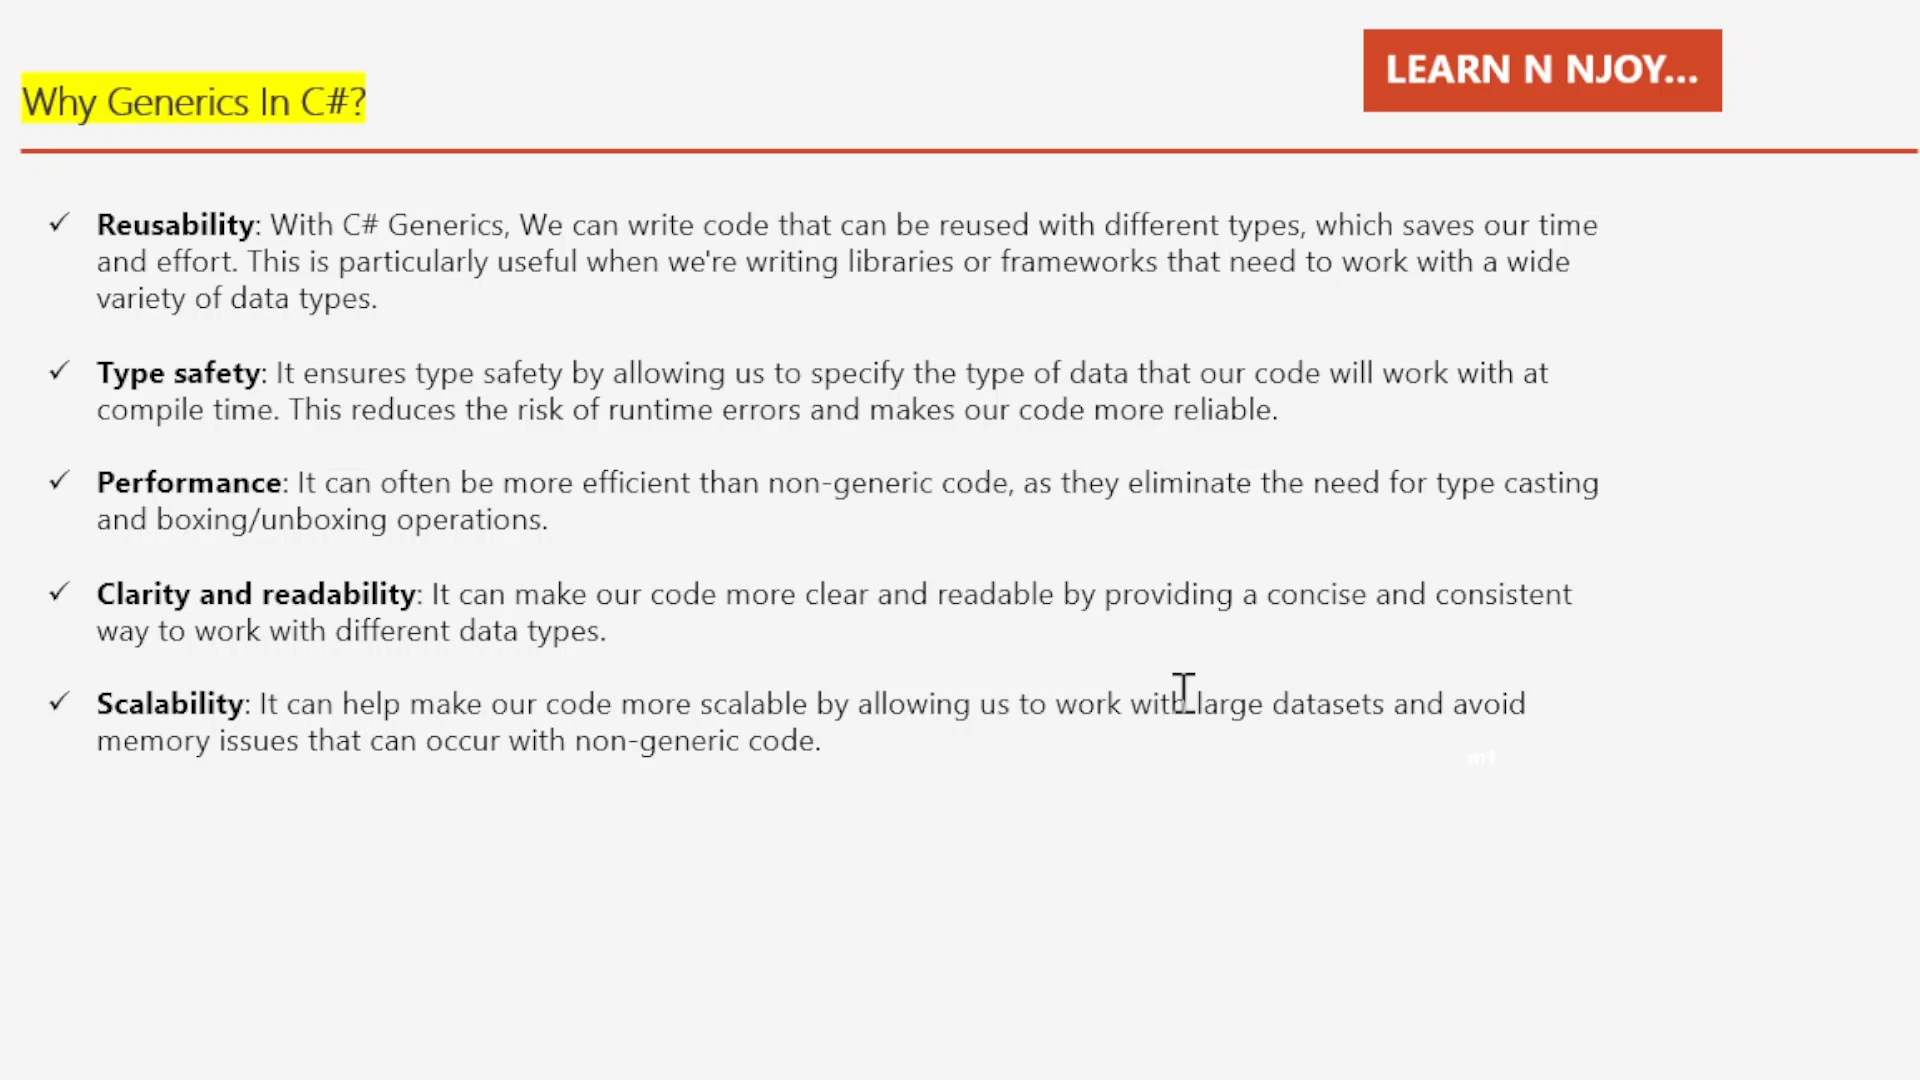 LEARN N NJOY...
Why Generics In C#?
✓ Reusability: With C# Generics, We can write code that can be reused with different types, which saves our time
and effort. This is particularly useful when we're writing libraries or frameworks that need to work with a wide
variety of data types.
✓ Type safety: It ensures type safety by allowing us to specify the type of data that our code will work with at
compile time. This reduces the risk of runtime errors and makes our code more reliable.
✓ Performance: It can often be more efficient than non-generic code, as they eliminate the need for type casting
and boxing/unboxing operations.
✓ Clarity and readability: It can make our code more clear and readable by providing a concise and consistent
way to work with different data types.
✓ Scalability: It can help make our code more scalable by allowing us to work with large datasets and avoid
memory issues that can occur with non-generic code.